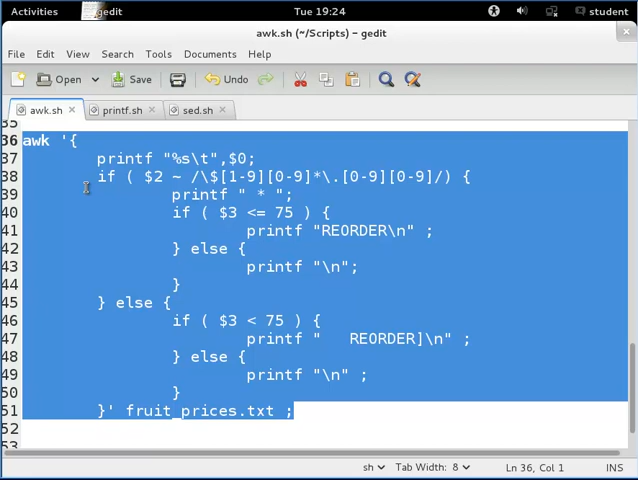 Activities gedit Tue 19:24 student
awk.sh (~/Scripts) – gedit
File Edit View Search Tools Documents Help
Open Save Undo
awk.sh printf.sh sed.sh
35
36 awk '{
37 printf "%s\t",$0;
38 if ( $2 ~ /\$[1-9][0-9]*\.[0-9][0-9]/) {
39 printf " * ";
40 if ( $3 <= 75 ) {
41 printf "REORDER\n" ;
42 } else {
43 printf "\n";
44 }
45 } else {
46 if ( $3 < 75 ) {
47 printf "   REORDER]\n" ;
48 } else {
49 printf "\n" ;
50 }
51 }' fruit_prices.txt ;
52
53
sh Tab Width: 8 Ln 36, Col 1 INS